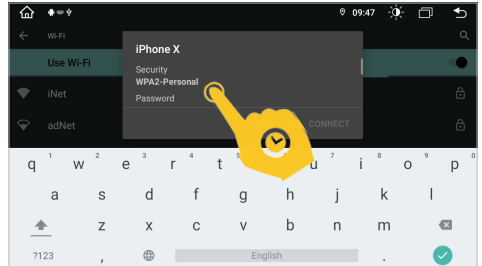 09:47
Wi-Fi
iPhone X
Use Wi-Fi
Security
WPA2-Personal
iNet
Password
adNet
CONNECT
q 1 w 2 e 3 r 4 t 5 u 7 i 8 o 9 p 0
a s d f g h j k l
z x c v b n m
?123 , English .